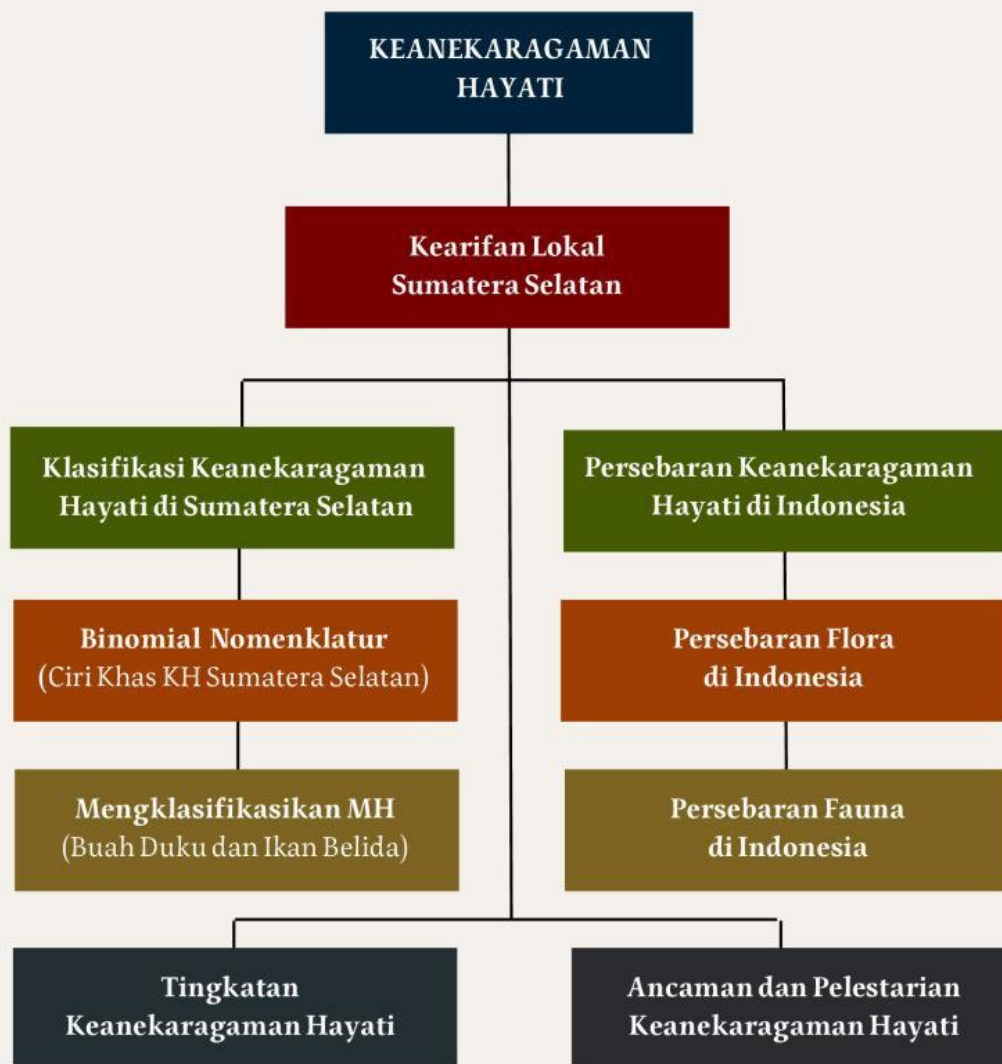 KEANEKARAGAMAN
HAYATI
Kearifan Lokal
Sumatera Selatan
Klasifikasi Keanekaragaman
Hayati di Sumatera Selatan
Persebaran Keanekaragaman
Hayati di Indonesia
Binomial Nomenklatur
(Ciri Khas KH Sumatera Selatan)
Persebaran Flora
di Indonesia
Mengklasifikasikan MH
(Buah Duku dan Ikan Belida)
Persebaran Fauna
di Indonesia
Tingkatan
Keanekaragaman Hayati
Ancaman dan Pelestarian
Keanekaragaman Hayati